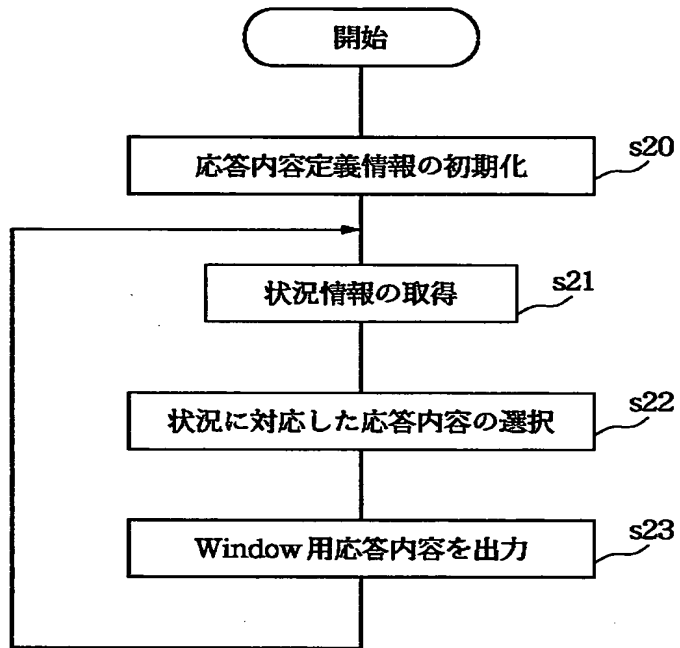 開始
応答内容定義情報の初期化
s20
状況情報の取得
s21
状況に対応した応答内容の選択
s22
Window用応答内容を出力
s23